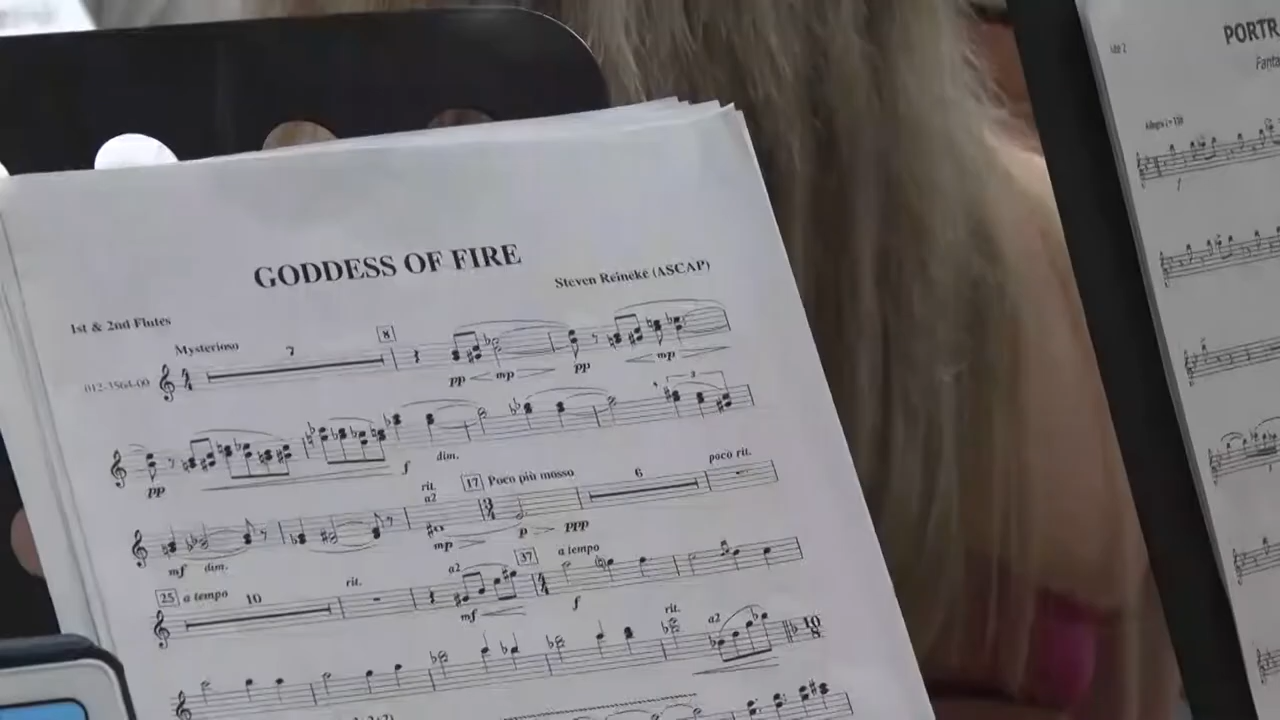 GODDESS OF FIRE
Steven Reineke (ASCAP)
1st & 2nd Flutes
Mysterioso
7
8
012-3564-00
pp mp pp mp
3
pp
f
dim.
rit.
a2
17 Poco più mosso
6
poco rit.
mf dim.
mp p ppp
25 a tempo
10
rit.
a2
37
a tempo
mf
f
rit.
a2
10
8
PORTR
Fanta